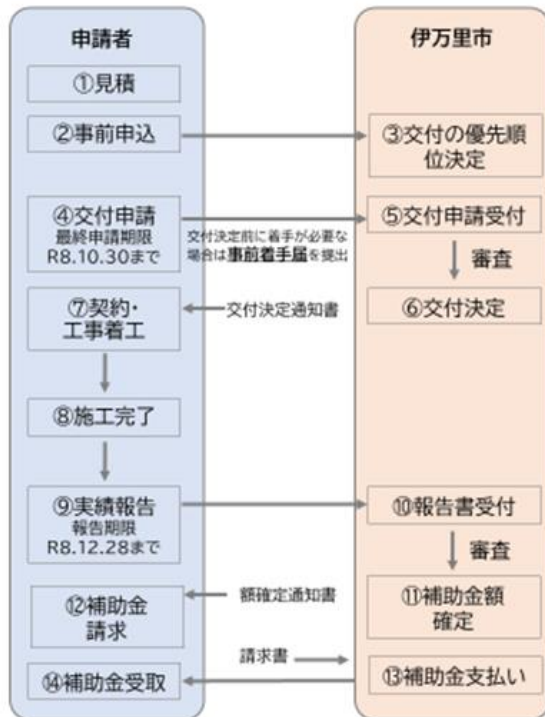 申請者
伊万里市
①見積
②事前申込
③交付の優先順
位決定
④交付申請
最終申請期限
R8.10.30まで
交付決定前に着手が必要な
場合は事前着手届を提出
⑤交付申請受付
審査
⑥交付決定
交付決定通知書
⑦契約・
工事着工
⑧施工完了
⑨実績報告
報告期限
R8.12.28まで
⑩報告書受付
審査
⑪補助金額
確定
額確定通知書
⑫補助金
請求
請求書
⑬補助金支払い
⑭補助金受取